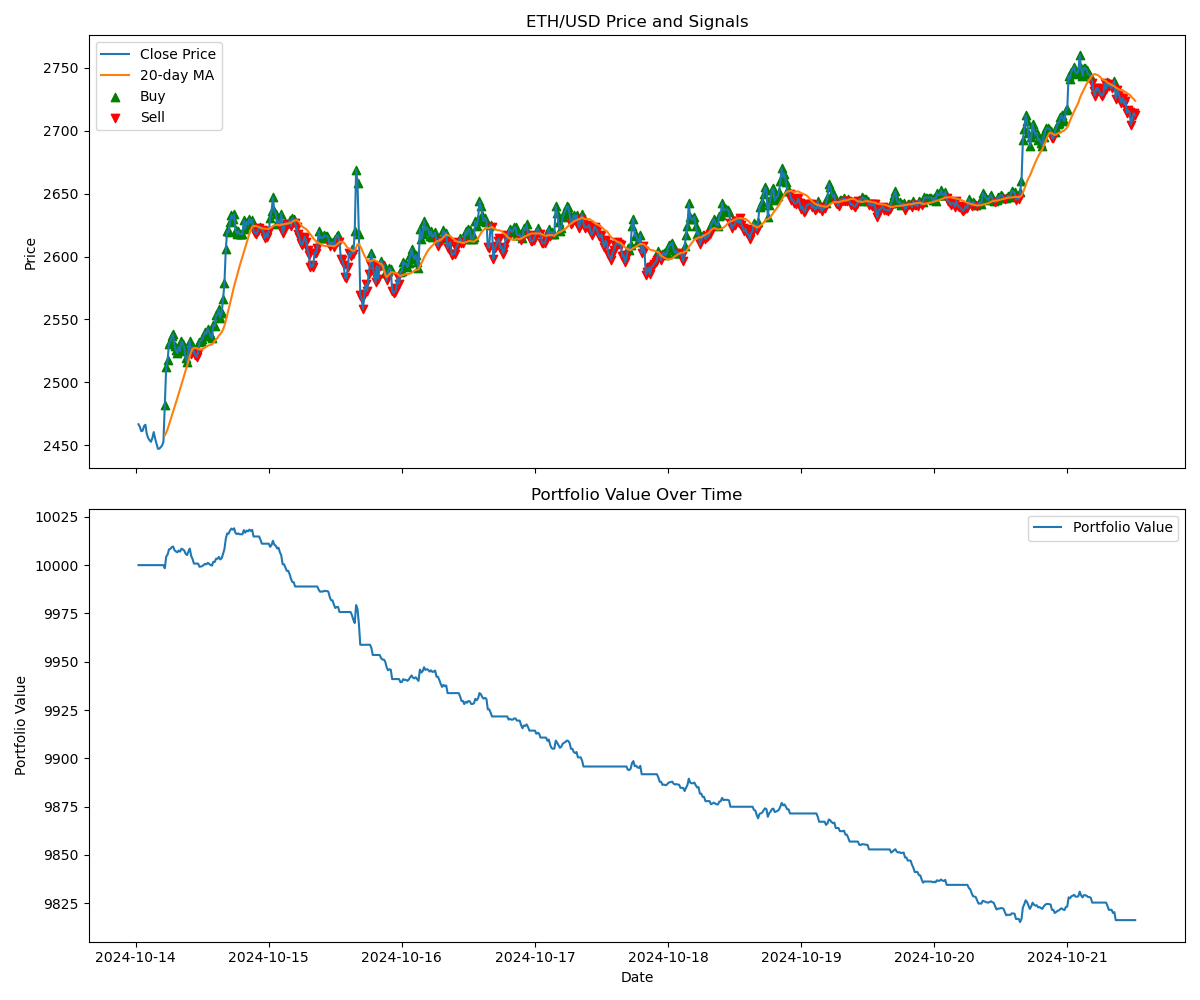 ETH/USD Price and Signals
Close Price
20-day MA
Buy
Sell
Price
2750
2700
2650
2600
2550
2500
2450
Portfolio Value Over Time
Portfolio Value
Portfolio Value
10025
10000
9975
9950
9925
9900
9875
9850
9825
2024-10-14
2024-10-15
2024-10-16
2024-10-17
2024-10-18
2024-10-19
2024-10-20
2024-10-21
Date